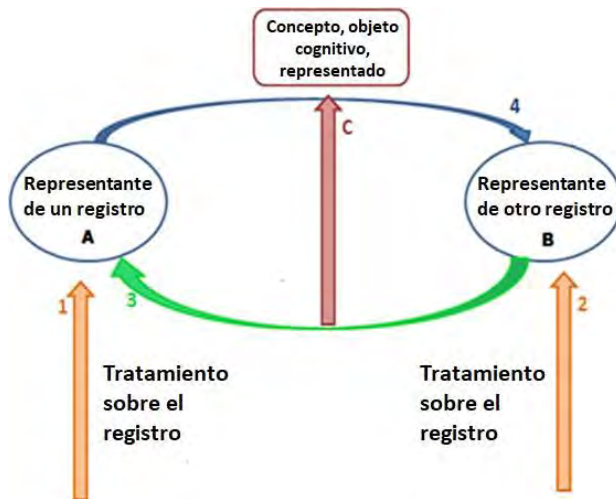 Concepto, objeto
cognitivo,
representado
4
C
Representante
de un registro
A
Representante
de otro registro
B
1
3
2
Tratamiento
sobre el
registro
Tratamiento
sobre el
registro